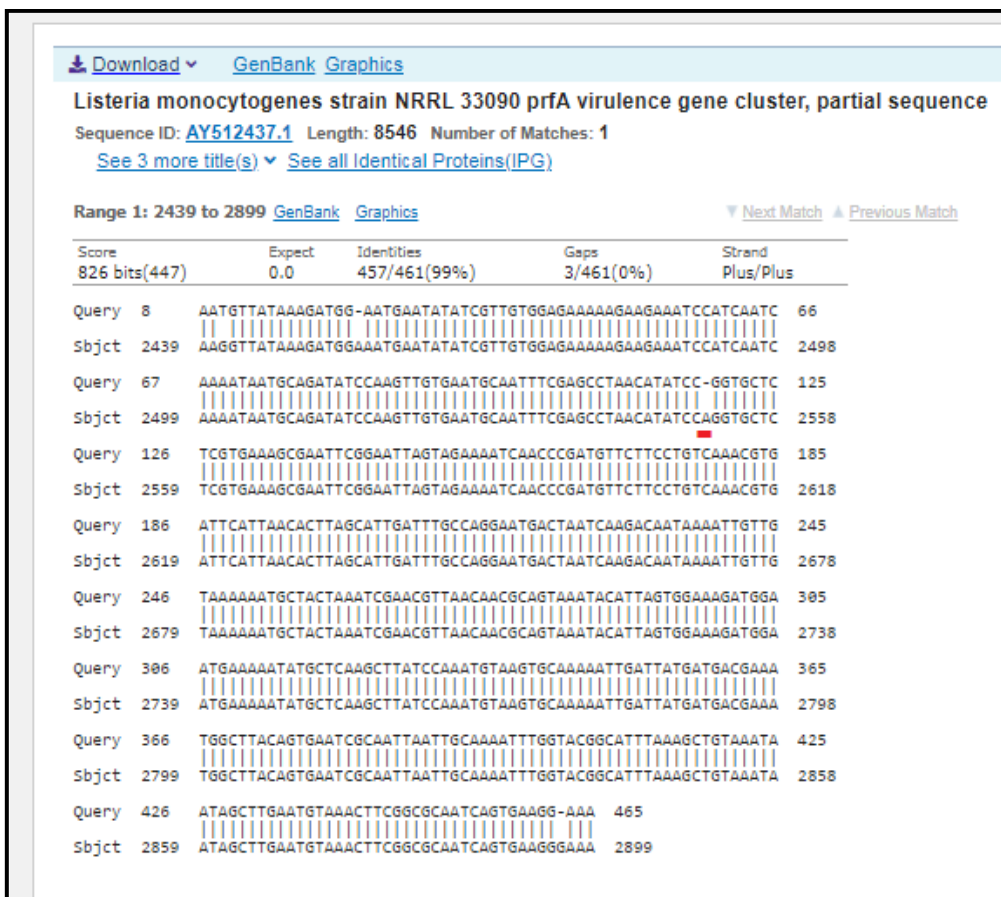 Download GenBank Graphics
Listeria monocytogenes strain NRRL 33090 prfA virulence gene cluster, partial sequence
Sequence ID: AY512437.1 Length: 8546 Number of Matches: 1
See 3 more title(s) See all Identical Proteins(IPG)
Range 1: 2439 to 2899 GenBank Graphics Next Match Previous Match
Score Expect Identities Gaps Strand
826 bits(447) 0.0 457/461(99%) 3/461(0%) Plus/Plus
Query 8 AATGTTATAAAGATGG-AATGAATATATCGTTGTGGAGAAAAAGAAGAAATCCATCAATC 66
|| ||||||||||||| |||||||||||||||||||||||||||||||||||||||||||
Sbjct 2439 AAGGTTATAAAGATGGAAATGAATATATCGTTGTGGAGAAAAAGAAGAAATCCATCAATC 2498
Query 67 AAAATAATGCAGATATCCAAGTTGTGAATGCAATTTCGAGCCTAACATATCC-GGTGCTC 125
|||||||||||||||||||||||||||||||||||||||||||||||||||| |||||||
Sbjct 2499 AAAATAATGCAGATATCCAAGTTGTGAATGCAATTTCGAGCCTAACATATCCAGGTGCTC 2558
Query 126 TCGTGAAAGCGAATTCGGAATTAGTAGAAAATCAACCCGATGTTCTTCCTGTCAAACGTG 185
||||||||||||||||||||||||||||||||||||||||||||||||||||||||||||
Sbjct 2559 TCGTGAAAGCGAATTCGGAATTAGTAGAAAATCAACCCGATGTTCTTCCTGTCAAACGTG 2618
Query 186 ATTCATTAACACTTAGCATTGATTTGCCAGGAATGACTAATCAAGACAATAAAATTGTTG 245
||||||||||||||||||||||||||||||||||||||||||||||||||||||||||||
Sbjct 2619 ATTCATTAACACTTAGCATTGATTTGCCAGGAATGACTAATCAAGACAATAAAATTGTTG 2678
Query 246 TAAAAAATGCTACTAAATCGAACGTTAACAACGCAGTAAATACATTAGTGGAAAGATGGA 305
||||||||||||||||||||||||||||||||||||||||||||||||||||||||||||
Sbjct 2679 TAAAAAATGCTACTAAATCGAACGTTAACAACGCAGTAAATACATTAGTGGAAAGATGGA 2738
Query 306 ATGAAAAATATGCTCAAGCTTATCCAAATGTAAGTGCAAAAATTGATTATGATGACGAAA 365
||||||||||||||||||||||||||||||||||||||||||||||||||||||||||||
Sbjct 2739 ATGAAAAATATGCTCAAGCTTATCCAAATGTAAGTGCAAAAATTGATTATGATGACGAAA 2798
Query 366 TGGCTTACAGTGAATCGCAATTAATTGCAAAATTTGGTACGGCATTTAAAGCTGTAAATA 425
||||||||||||||||||||||||||||||||||||||||||||||||||||||||||||
Sbjct 2799 TGGCTTACAGTGAATCGCAATTAATTGCAAAATTTGGTACGGCATTTAAAGCTGTAAATA 2858
Query 426 ATAGCTTGAATGTAAACTTCGGCGCAATCAGTGAAGG-AAA 465
||||||||||||||||||||||||||||||||||||| |||
Sbjct 2859 ATAGCTTGAATGTAAACTTCGGCGCAATCAGTGAAGGGAAA 2899